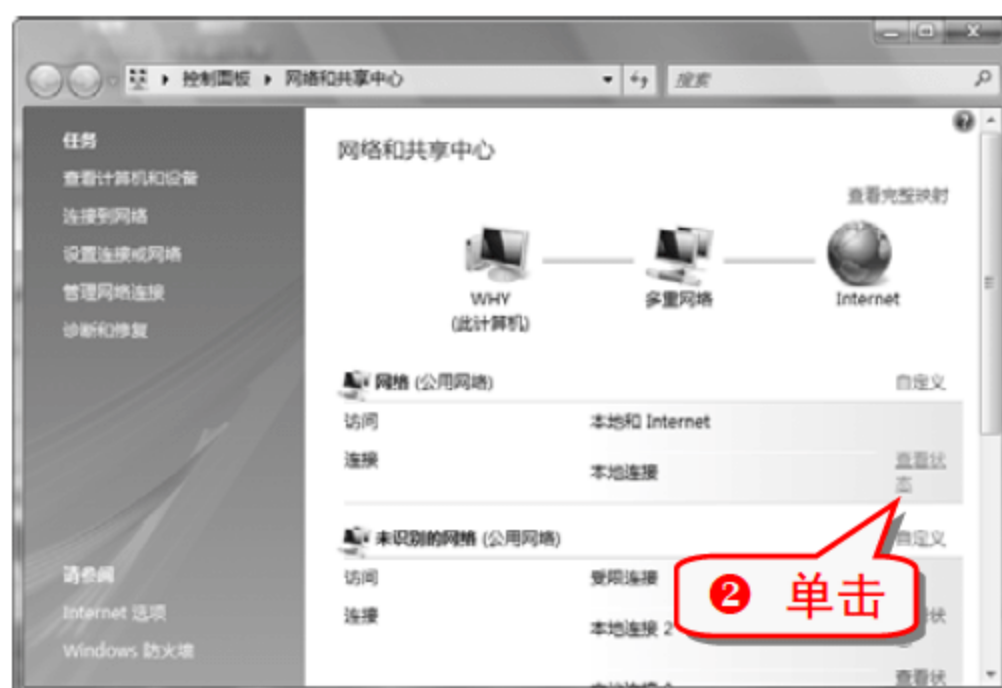 控制面板 ▸ 网络和共享中心
搜索
任务
查看计算机和设备
连接到网络
设置连接或网络
管理网络连接
诊断和修复
请参阅
Internet 选项
Windows 防火墙
网络和共享中心
查看完整映射
WHY
(此计算机)
多重网络
Internet
网络 (公用网络)
自定义
访问
本地和 Internet
连接
本地连接
查看状
态
未识别的网络 (公用网络)
自定义
访问
受限连接
连接
本地连接 2
状
查看状
❷ 单击